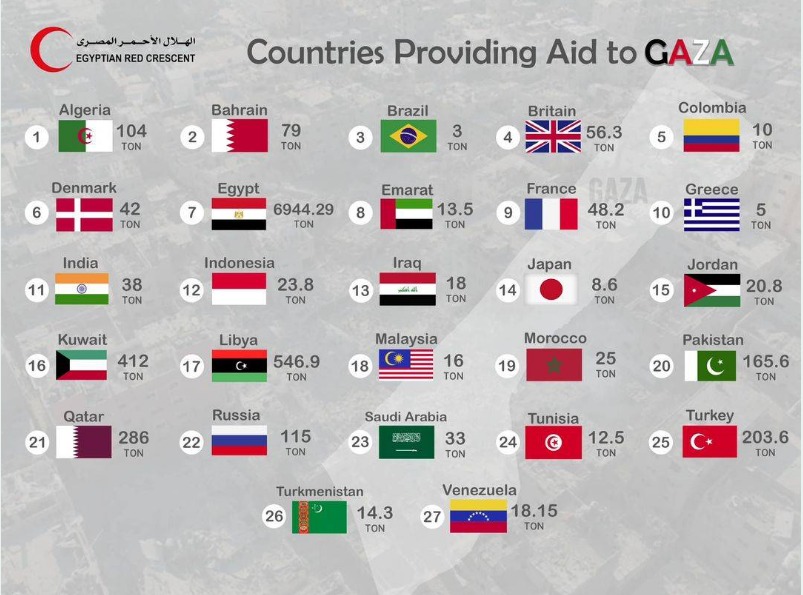 الهلال الأحمر المصرى
EGYPTIAN RED CRESCENT
Countries Providing Aid to GAZA
Algeria
1
104
TON
Bahrain
2
79
TON
Brazil
3
3
TON
Britain
4
56.3
TON
Colombia
5
10
TON
Denmark
6
42
TON
Egypt
7
6944.29
TON
Emarat
8
13.5
TON
France
9
48.2
TON
Greece
10
5
TON
India
11
38
TON
Indonesia
12
23.8
TON
Iraq
13
18
TON
Japan
14
8.6
TON
Jordan
15
20.8
TON
Kuwait
16
412
TON
Libya
17
546.9
TON
Malaysia
18
16
TON
Morocco
19
25
TON
Pakistan
20
165.6
TON
Qatar
21
286
TON
Russia
22
115
TON
Saudi Arabia
23
33
TON
Tunisia
24
12.5
TON
Turkey
25
203.6
TON
Turkmenistan
26
14.3
TON
Venezuela
27
18.15
TON
GAZA